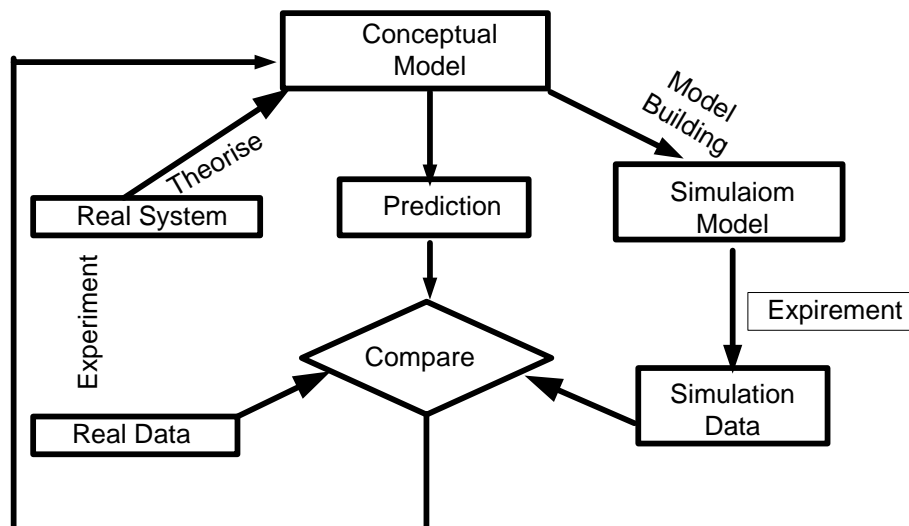 Conceptual
Model
Model
Building
Theorise
Real System
Prediction
Simulaiom
Model
Experiment
Expirement
Compare
Real Data
Simulation
Data